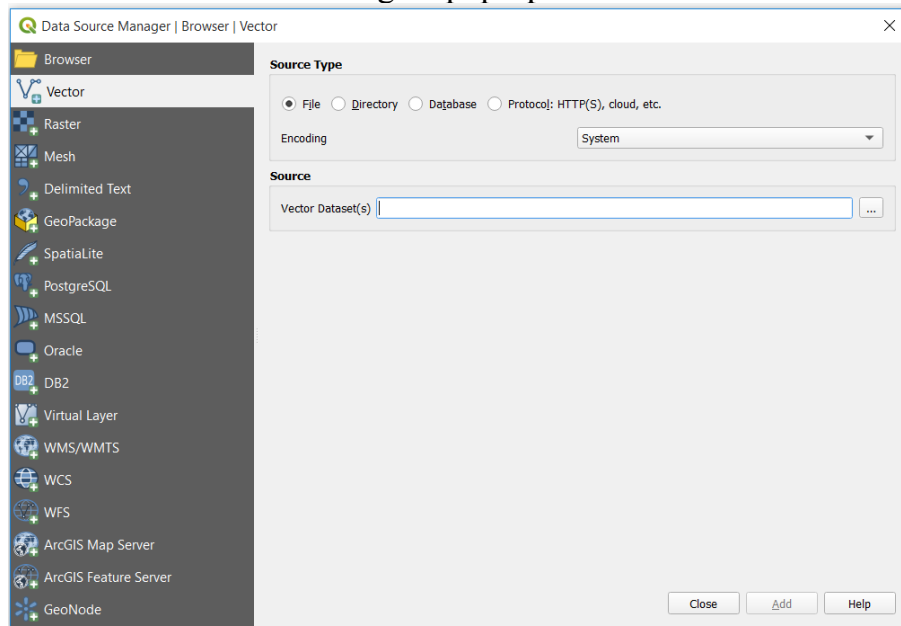 Data Source Manager | Browser | Vector
Browser
Vector
Raster
Mesh
Delimited Text
GeoPackage
SpatiaLite
PostgreSQL
MSSQL
Oracle
DB2
DB2
Virtual Layer
WMS/WMTS
WCS
WFS
ArcGIS Map Server
ArcGIS Feature Server
GeoNode
Source Type
File Directory Database Protocol: HTTP(S), cloud, etc.
Encoding System
Source
Vector Dataset(s) ...
Close Add Help